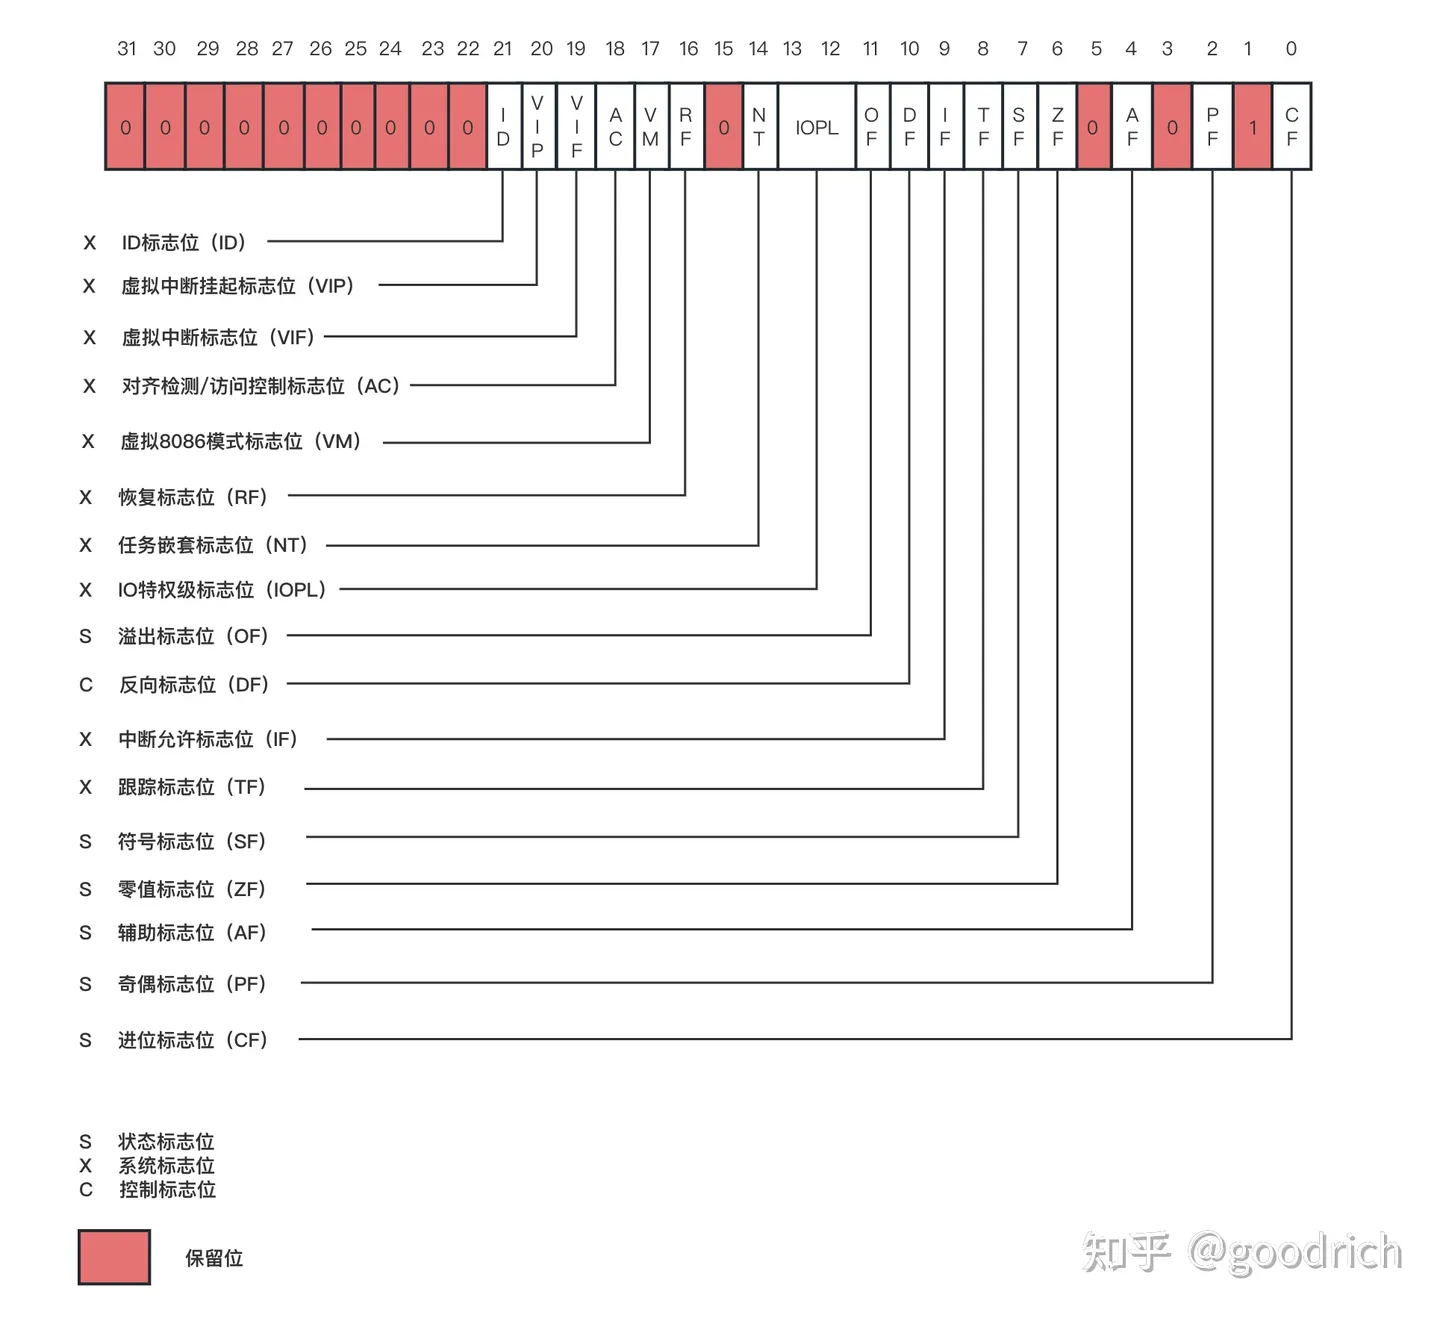 31 30 29 28 27 26 25 24 23 22 21 20 19 18 17 16 15 14 13 12 11 10 9 8 7 6 5 4 3 2 1 0
0 0 0 0 0 0 0 0 0 0 ID VIP VIF AC VM RF 0 NT IOPL OF DF IF TF SF ZF 0 AF 0 PF 1 CF
X ID标志位（ID）
X 虚拟中断挂起标志位（VIP）
X 虚拟中断标志位（VIF）
X 对齐检测/访问控制标志位（AC）
X 虚拟8086模式标志位（VM）
X 恢复标志位（RF）
X 任务嵌套标志位（NT）
X IO特权级标志位（IOPL）
S 溢出标志位（OF）
C 反向标志位（DF）
X 中断允许标志位（IF）
X 跟踪标志位（TF）
S 符号标志位（SF）
S 零值标志位（ZF）
S 辅助标志位（AF）
S 奇偶标志位（PF）
S 进位标志位（CF）
S 状态标志位
X 系统标志位
C 控制标志位
保留位
知乎 @goodrich